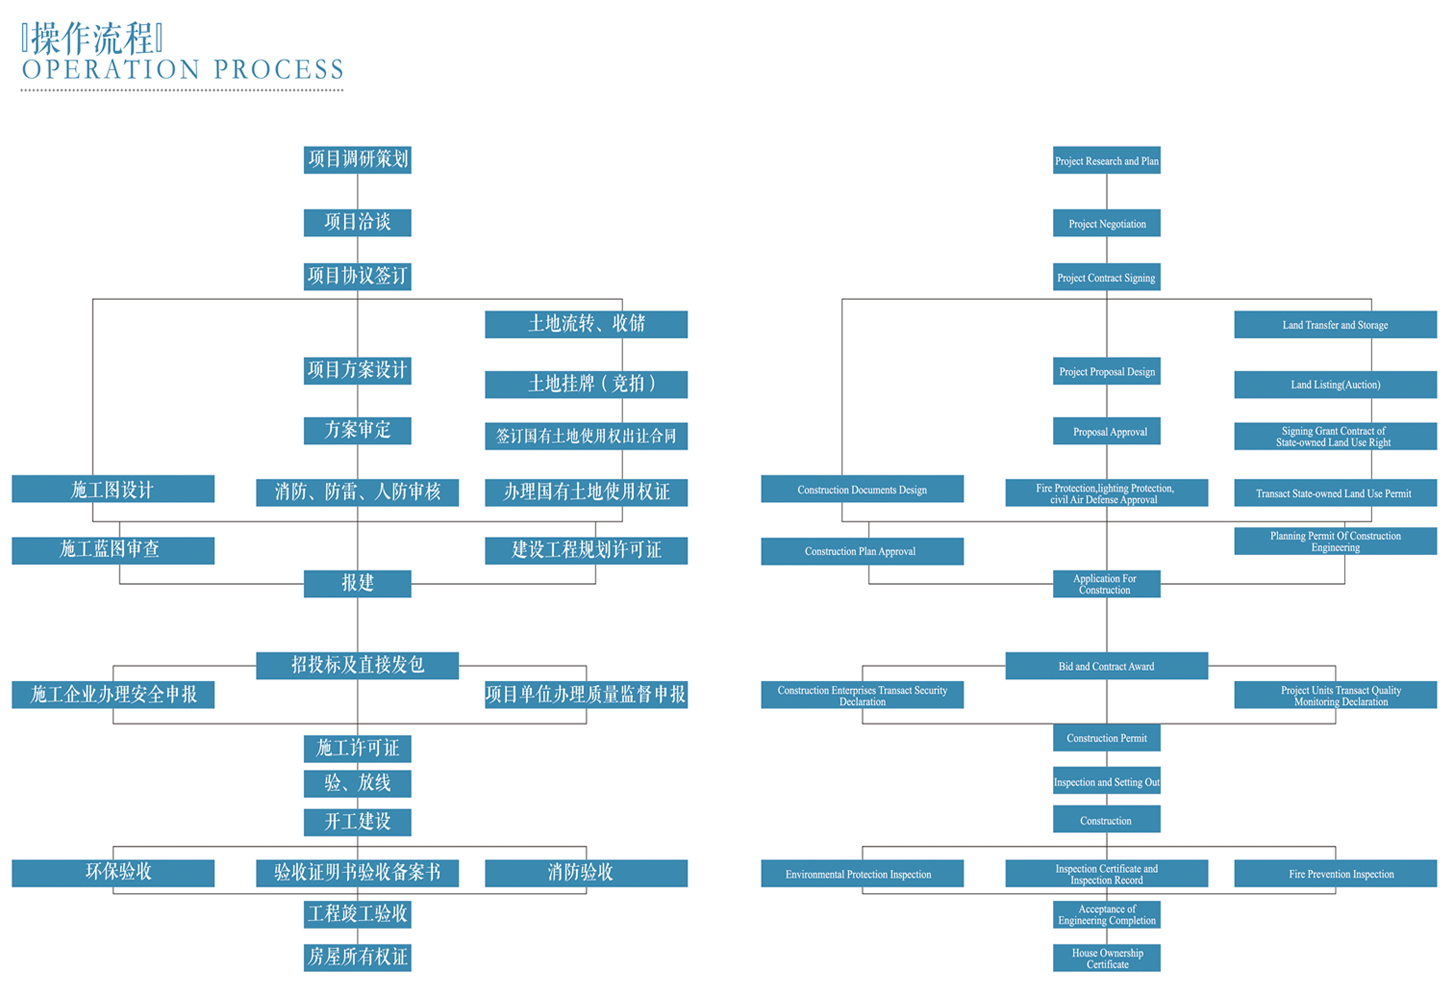 操作流程
OPERATION PROCESS
项目调研策划
项目洽谈
项目协议签订
土地流转、收储
项目方案设计
土地挂牌（竞拍）
方案审定
签订国有土地使用权出让合同
施工图设计
消防、防雷、人防审核
办理国有土地使用权证
施工蓝图审查
建设工程规划许可证
报建
招投标及直接发包
施工企业办理安全申报
项目单位办理质量监督申报
施工许可证
验、放线
开工建设
环保验收
验收证明书验收备案书
消防验收
工程竣工验收
房屋所有权证
Project Research and Plan
Project Negotiation
Project Contract Signing
Land Transfer and Storage
Project Proposal Design
Land Listing(Auction)
Proposal Approval
Signing Grant Contract of
State-owned Land Use Right
Construction Documents Design
Fire Protection,lighting Protection,
civil Air Defense Approval
Transact State-owned Land Use Permit
Construction Plan Approval
Planning Permit Of Construction
Engineering
Application For
Construction
Bid and Contract Award
Construction Enterprises Transact Security
Declaration
Project Units Transact Quality
Monitoring Declaration
Construction Permit
Inspection and Setting Out
Construction
Environmental Protection Inspection
Inspection Certificate and
Inspection Record
Fire Prevention Inspection
Acceptance of
Engineering Completion
House Ownership
Certificate